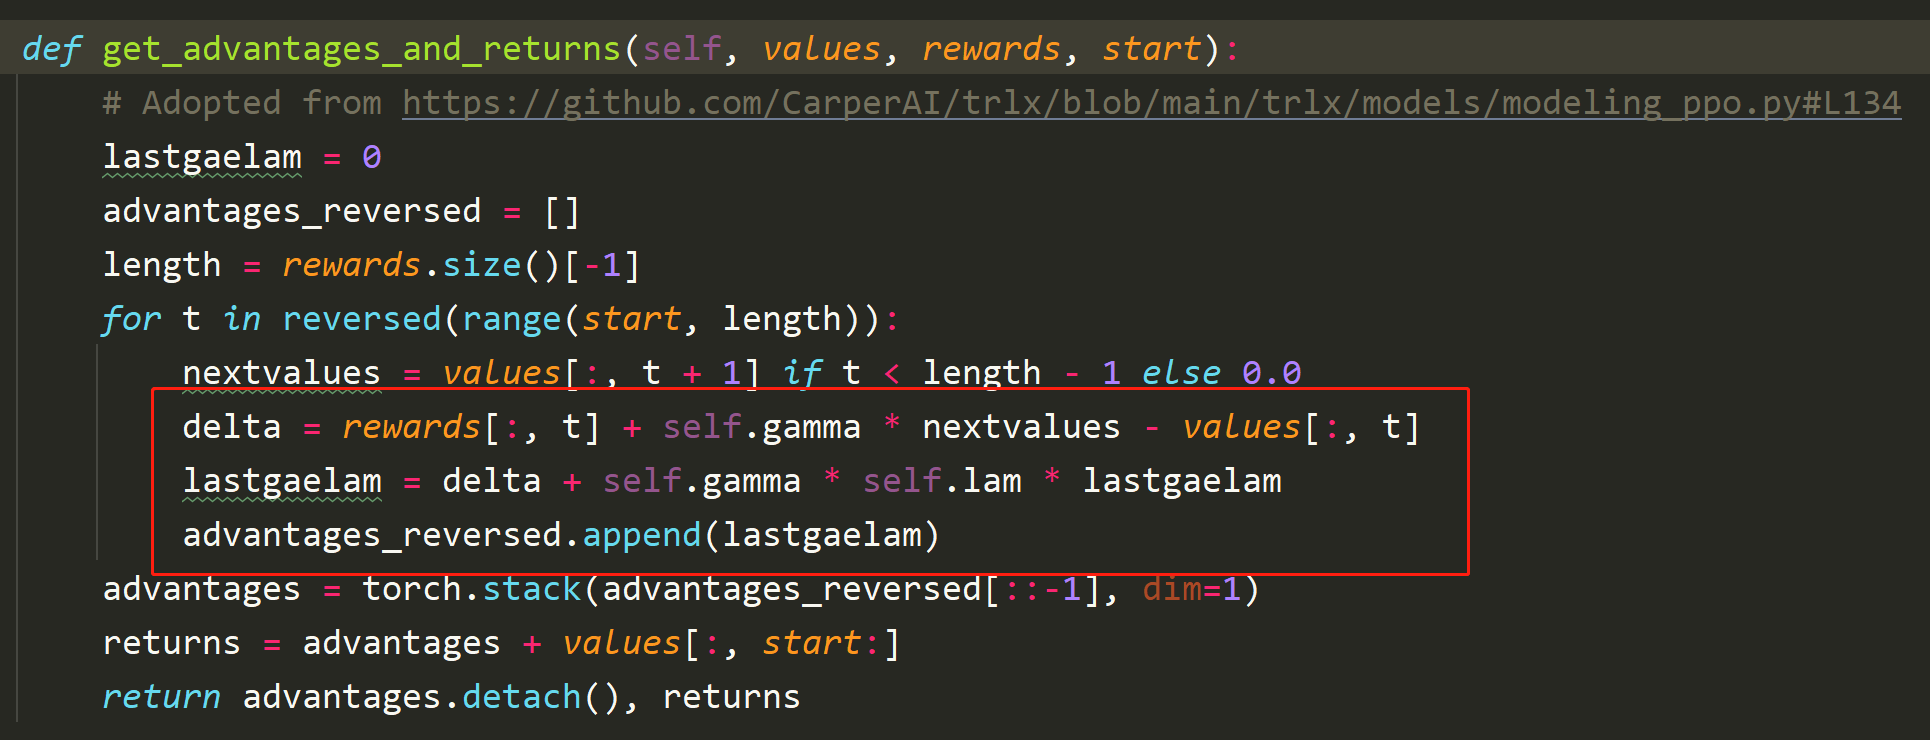 def get_advantages_and_returns(self, values, rewards, start):
# Adopted from https://github.com/CarperAI/trlx/blob/main/trlx/models/modeling_ppo.py#L134
lastgaelam = 0
advantages_reversed = []
length = rewards.size()[-1]
for t in reversed(range(start, length)):
nextvalues = values[:, t + 1] if t < length - 1 else 0.0
delta = rewards[:, t] + self.gamma * nextvalues - values[:, t]
lastgaelam = delta + self.gamma * self.lam * lastgaelam
advantages_reversed.append(lastgaelam)
advantages = torch.stack(advantages_reversed[::-1], dim=1)
returns = advantages + values[:, start:]
return advantages.detach(), returns